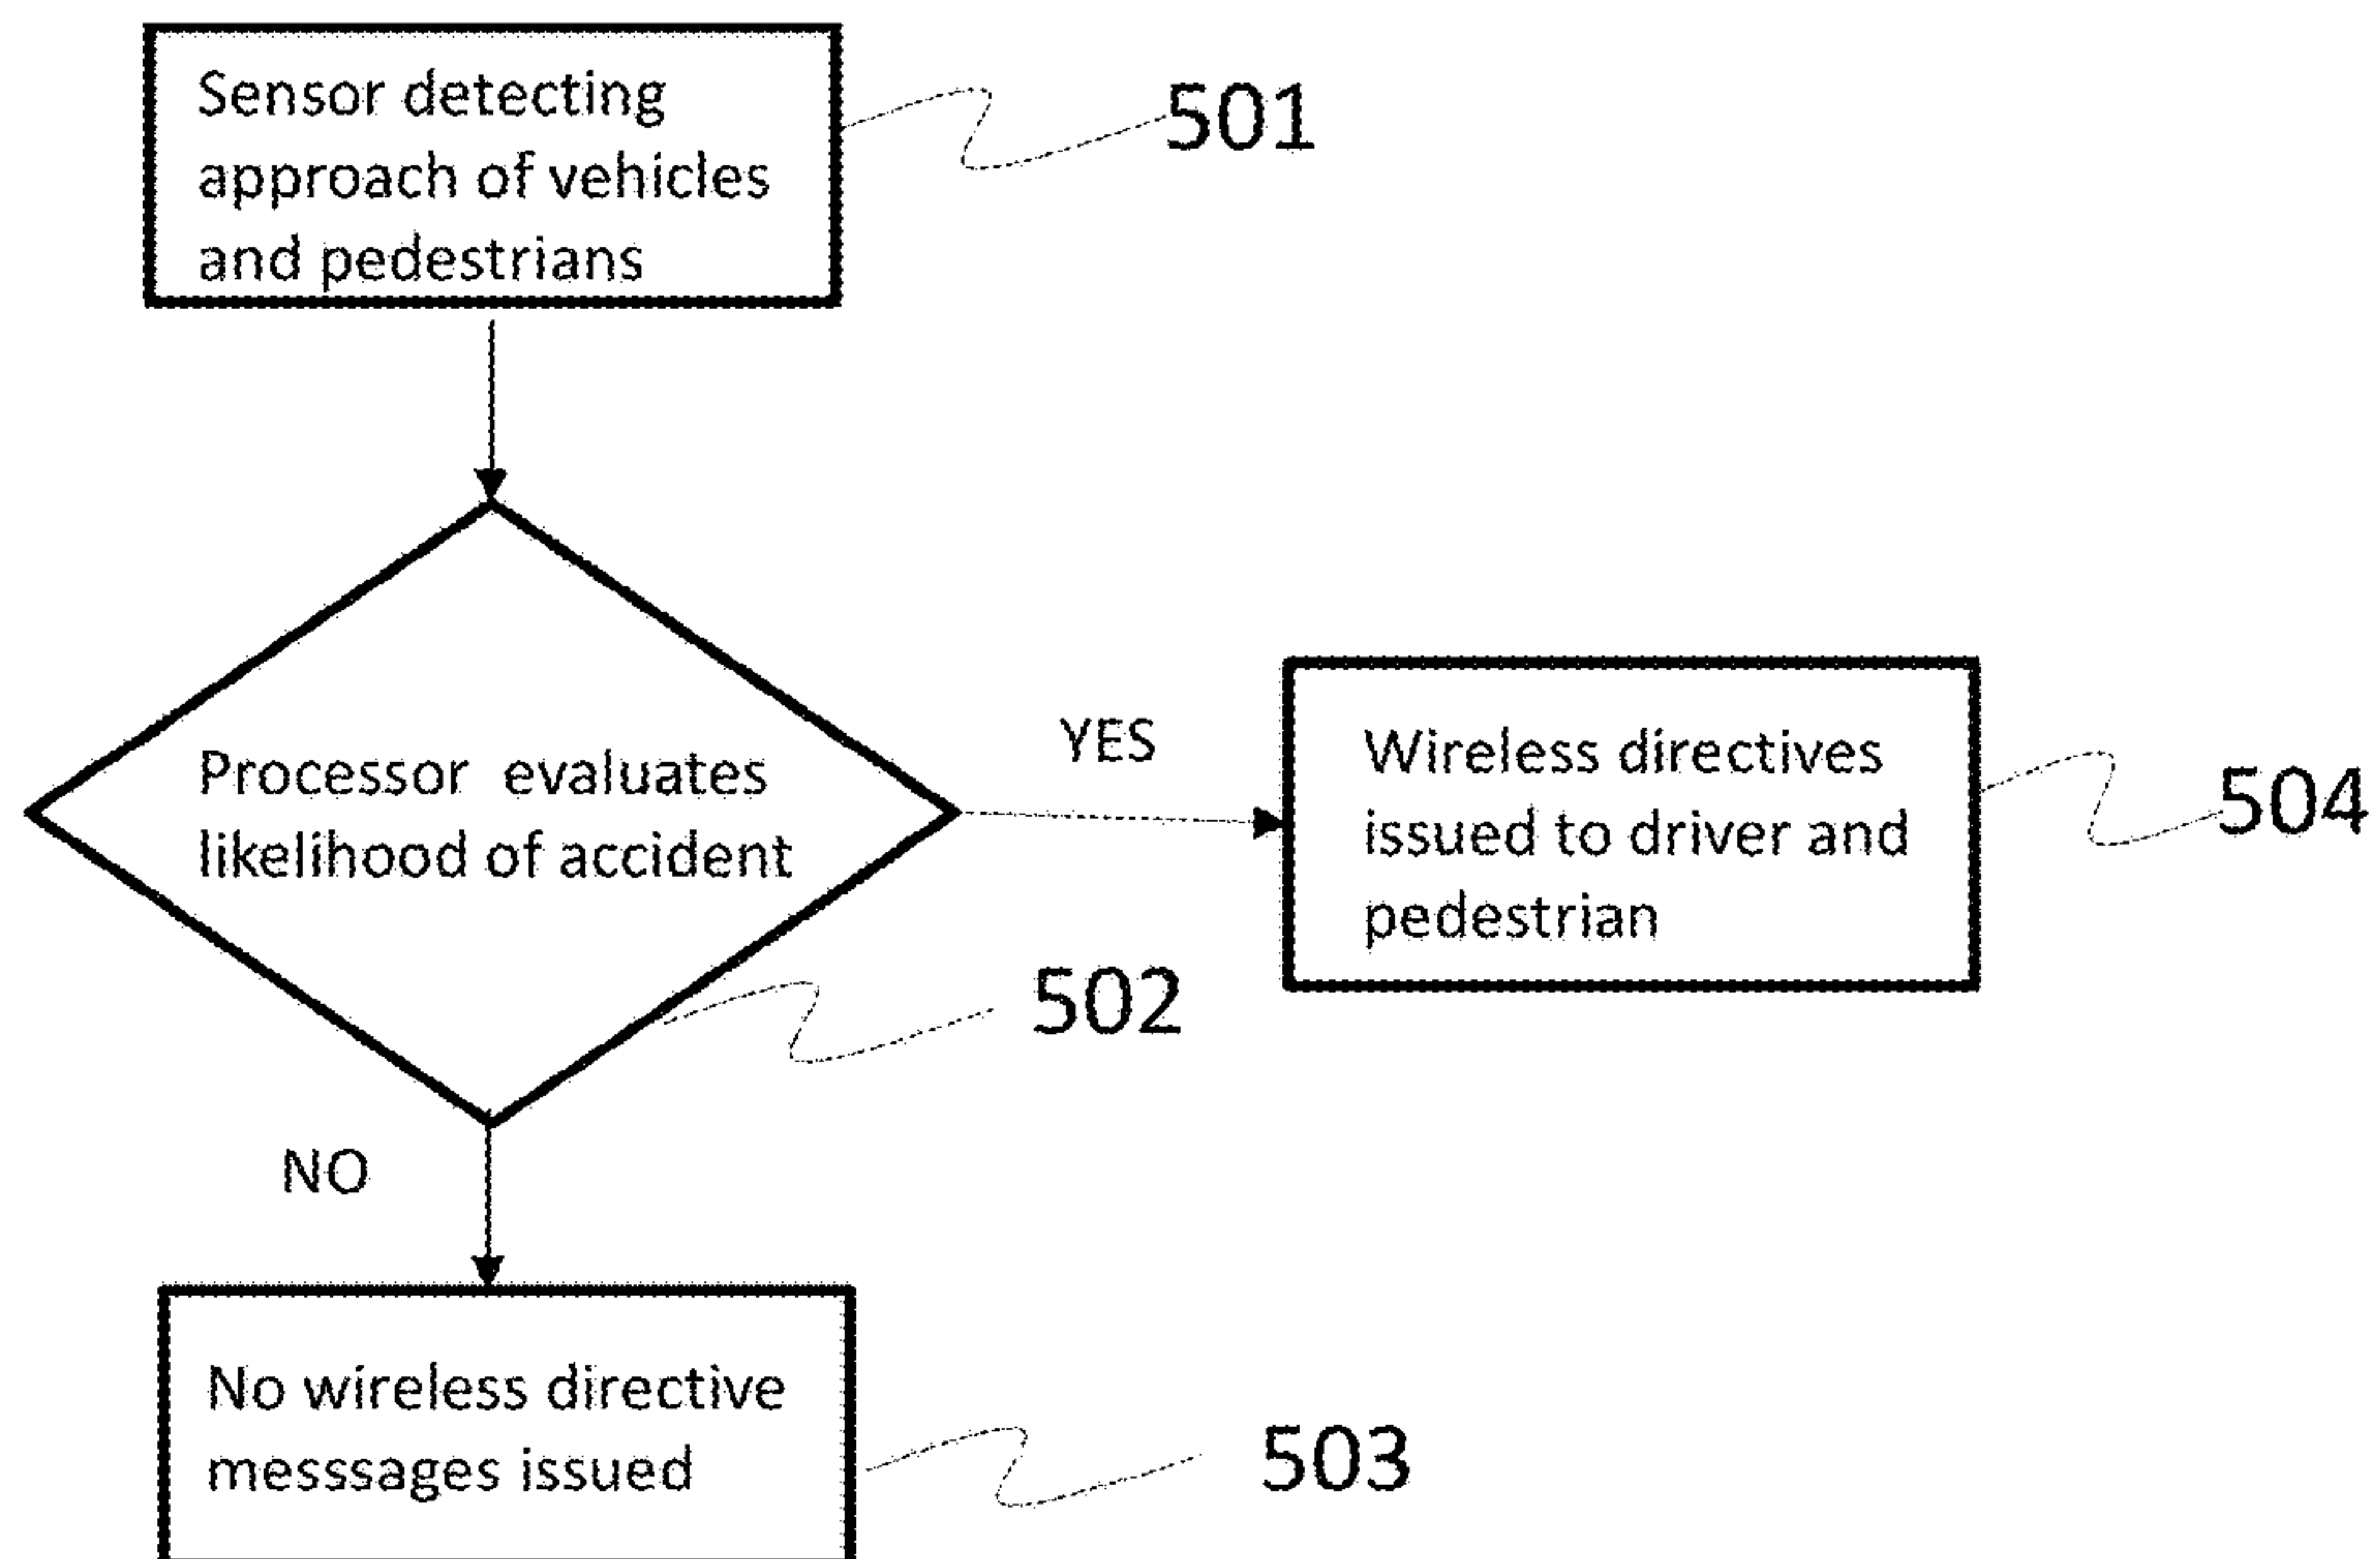 Sensor detecting
approach of vehicles
and pedestrians
501
Processor evaluates
likelihood of accident
502
YES
Wireless directives
issued to driver and
pedestrian
504
NO
No wireless directive
messsages issued
503